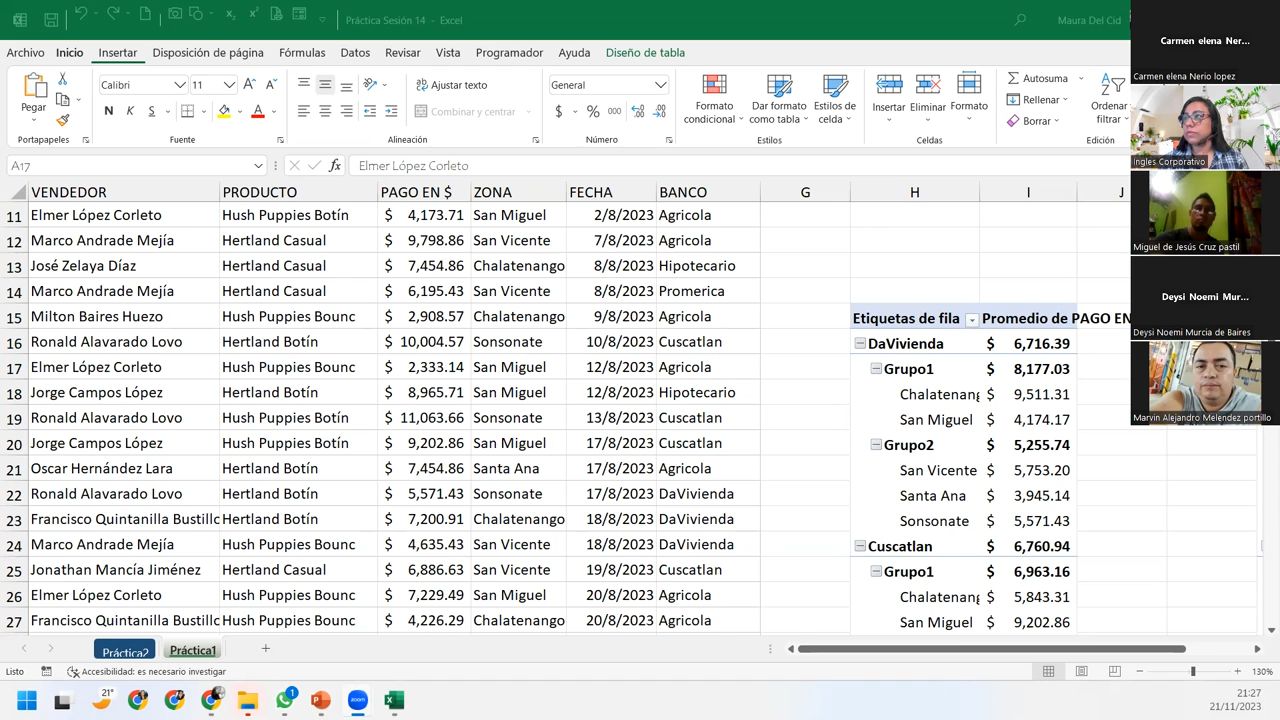 Práctica Sesión 14 - Excel
Maura Del Cid
Archivo Inicio Insertar Disposición de página Fórmulas Datos Revisar Vista Programador Ayuda Diseño de tabla
Pegar
Calibri 11
N K S
Ajustar texto
Combinar y centrar
General
$ % 000
Formato condicional
Dar formato como tabla
Estilos de celda
Insertar Eliminar Formato
Autosuma
Rellenar
Borrar
Ordenar
filtrar
Portapapeles Fuente Alineación Número Estilos Celdas Edición
A17 fx Elmer López Corleto
VENDEDOR PRODUCTO PAGO EN $ ZONA FECHA BANCO G H I J
11 Elmer López Corleto Hush Puppies Botín $ 4,173.71 San Miguel 2/8/2023 Agricola
12 Marco Andrade Mejía Hertland Casual $ 9,798.86 San Vicente 7/8/2023 Agricola
13 José Zelaya Díaz Hertland Casual $ 7,454.86 Chalatenango 8/8/2023 Hipotecario
14 Marco Andrade Mejía Hertland Casual $ 6,195.43 San Vicente 8/8/2023 Promerica
15 Milton Baires Huezo Hush Puppies Bounc $ 2,908.57 Chalatenango 9/8/2023 Agricola Etiquetas de fila Promedio de PAGO EN
16 Ronald Alavarado Lovo Hertland Casual $ 10,004.57 Sonsonate 10/8/2023 Cuscatlan DaVivienda $ 6,716.39
17 Elmer López Corleto Hush Puppies Bounc $ 2,333.14 San Miguel 12/8/2023 Agricola Grupo1 $ 8,177.03
18 Jorge Campos López Hertland Casual $ 8,965.71 San Miguel 12/8/2023 Hipotecario Chalatenang $ 9,511.31
19 Ronald Alavarado Lovo Hush Puppies Botín $ 11,063.66 Sonsonate 13/8/2023 Cuscatlan San Miguel $ 4,174.17
20 Jorge Campos López Hush Puppies Botín $ 9,202.86 San Miguel 17/8/2023 Cuscatlan Grupo2 $ 5,255.74
21 Oscar Hernández Lara Hertland Botín $ 7,454.86 Santa Ana 17/8/2023 Agricola San Vicente $ 5,753.20
22 Ronald Alavarado Lovo Hertland Botín $ 5,571.43 Sonsonate 17/8/2023 DaVivienda Santa Ana $ 3,945.14
23 Francisco Quintanilla Bustillo Hertland Botín $ 7,200.91 Chalatenango 18/8/2023 DaVivienda Sonsonate $ 5,571.43
24 Marco Andrade Mejía Hush Puppies Bounc $ 4,635.43 San Vicente 18/8/2023 DaVivienda Cuscatlan $ 6,760.94
25 Jonathan Mancía Jiménez Hertland Casual $ 6,886.63 San Vicente 19/8/2023 Cuscatlan Grupo1 $ 6,963.16
26 Elmer López Corleto Hush Puppies Bounc $ 7,229.49 San Miguel 20/8/2023 Agricola Chalatenang $ 5,843.31
27 Francisco Quintanilla Bustillo Hush Puppies Bounc $ 4,226.29 Chalatenango 20/8/2023 Agricola San Miguel $ 9,202.86
Práctica2 Práctica1
Listo Accesibilidad: es necesario investigar 130%
21° 1 zoom
21:27
21/11/2023
Carmen elena Ner...
Carmen elena Nerio lopez
Ingles Corporativo
Miguel de Jesús Cruz pastil
Deysi Noemi Mur...
Deysi Noemi Murcia de Baires
Marvin Alejandro Melendez portillo